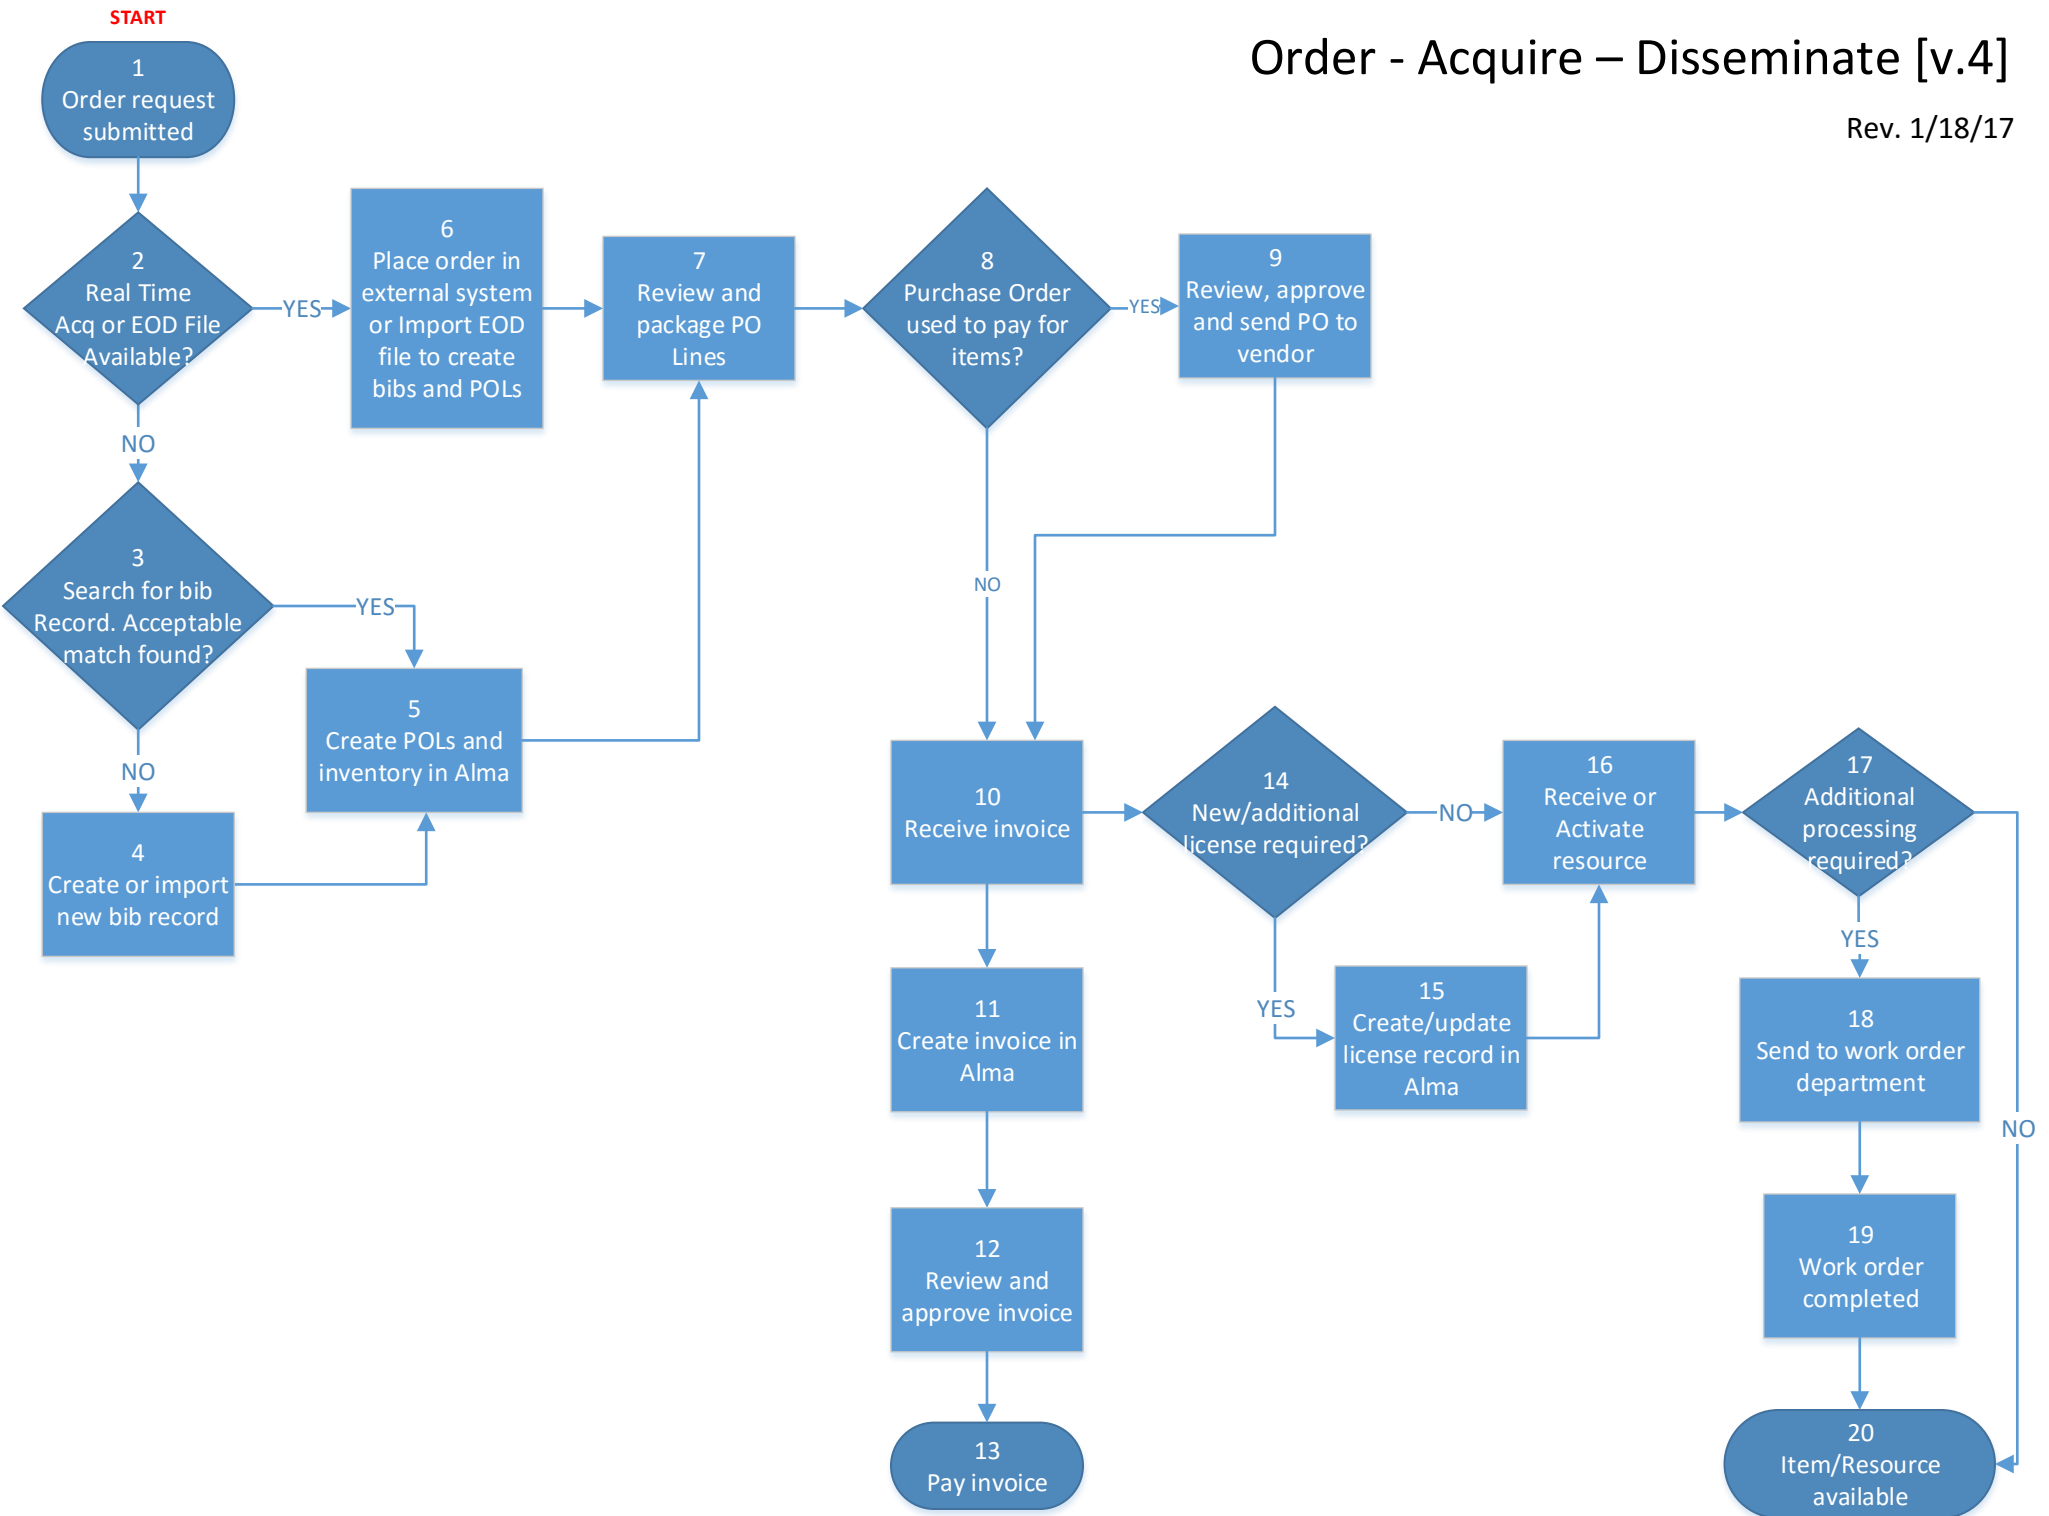 START
Order - Acquire – Disseminate [v.4]
Rev. 1/18/17
1
Order request
submitted
2
Real Time
Acq or EOD File
Available?
YES
NO
3
Search for bib
Record. Acceptable
match found?
YES
NO
4
Create or import
new bib record
5
Create POLs and
inventory in Alma
6
Place order in
external system
or Import EOD
file to create
bibs and POLs
7
Review and
package PO
Lines
8
Purchase Order
used to pay for
items?
YES
NO
9
Review, approve
and send PO to
vendor
10
Receive invoice
11
Create invoice in
Alma
12
Review and
approve invoice
13
Pay invoice
14
New/additional
license required?
NO
YES
15
Create/update
license record in
Alma
16
Receive or
Activate
resource
17
Additional
processing
required?
YES
NO
18
Send to work order
department
19
Work order
completed
20
Item/Resource
available